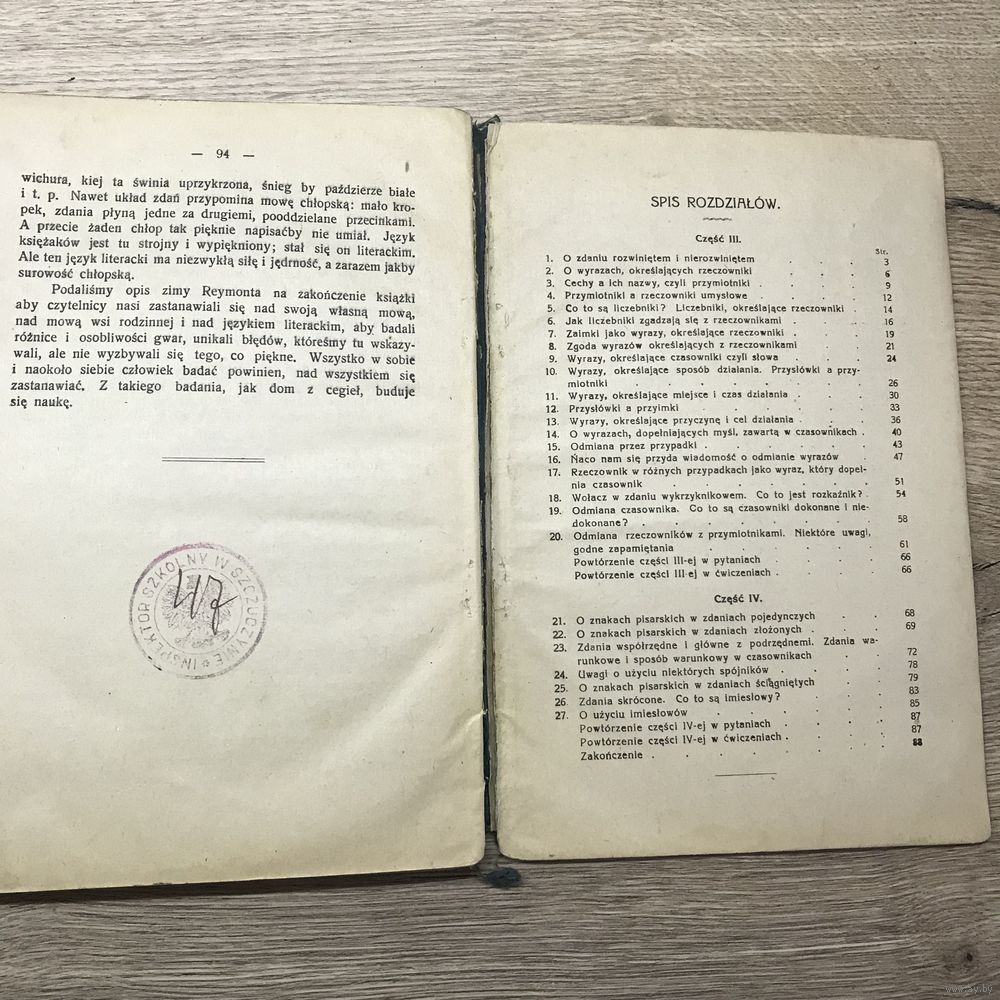 — 94 —
wichura, kiej ta świnia uprzykrzona, śnieg by paździerze białe
i t. p. Nawet układ zdań przypomina mowę chłopską: mało kro-
pek, zdania płyną jedne za drugiemi, pooddzielane przecinkami.
A przecie żaden chłop tak pięknie napisaćby nie umiał. Język
księżaków jest tu strojny i wypiękniony; stał się on literackim.
Ale ten język literacki ma niezwykłą siłę i jędrność, a zarazem jakby
surowość chłopską.
Podaliśmy opis zimy Reymonta na zakończenie książki
aby czytelnicy nasi zastanawiali się nad swoją własną mową,
nad mową wsi rodzinnej i nad językiem literackim, aby badali
różnice i osobliwości gwar, unikali błędów, któreśmy tu wskazy-
wali, ale nie wyzbywali się tego, co piękne. Wszystko w sobie
i naokoło siebie człowiek badać powinien, nad wszystkiem się
zastanawiać. Z takiego badania, jak dom z cegieł, buduje
się naukę.
INSPEKTOR SZKOLNY W SZCZUCZYNIE
SPIS ROZDZIAŁÓW.
Część III.
Str.
1. O zdaniu rozwiniętem i nierozwiniętem . . . 3
2. O wyrazach, określających rzeczowniki . . . 6
3. Cechy a ich nazwy, czyli przymiotniki . . . . 9
4. Przymiotniki a rzeczowniki umysłowe . . . . 12
5. Co to są liczebniki? Liczebniki, określające rzeczowniki . 14
6. Jak liczebniki zgadzają się z rzeczownikami . . . 16
7. Zaimki jako wyrazy, określające rzeczowniki . . . 19
8. Zgoda wyrazów określających z rzeczownikami . . 21
9. Wyrazy, określające czasowniki czyli słowa . . . 24
10. Wyrazy, określające sposób działania. Przysłówki a przy-
miotniki . . . . . . . 26
11. Wyrazy, określające miejsce i czas działania . . . 30
12. Przysłówki a przyimki . . . . . . 33
13. Wyrazy, określające przyczynę i cel działania . . . 36
14. O wyrazach, dopełniających myśl, zawartą w czasownikach . 40
15. Odmiana przez przypadki . . . . . . 43
16. Naco nam się przyda wiadomość o odmianie wyrazów . 47
17. Rzeczownik w różnych przypadkach jako wyraz, który dopeł-
nia czasownik . . . . . . . 51
18. Wołacz w zdaniu wykrzyknikowem. Co to jest rozkaźnik? . 54
19. Odmiana czasownika. Co to są czasowniki dokonane i nie-
dokonane? . . . . . . . 58
20. Odmiana rzeczowników z przymiotnikami. Niektóre uwagi,
godne zapamiętania . . . . . . 61
Powtórzenie części III-ej w pytaniach . . . . 66
Powtórzenie części III-ej w ćwiczeniach . . . . 66
Część IV.
21. O znakach pisarskich w zdaniach pojedynczych . . 68
22. O znakach pisarskich w zdaniach złożonych . . . 69
23. Zdania współrzędne i główne z podrzędnemi. Zdania wa-
runkowe i sposób warunkowy w czasownikach . . 72
24. Uwagi o użyciu niektórych spójników . . . . 78
25. O znakach pisarskich w zdaniach ściągniętych . . 79
26. Zdania skrócone. Co to są imiesłowy? . . . . 83
27. O użyciu imiesłowów . . . . . . 85
Powtórzenie części IV-ej w pytaniach . . . . 87
Powtórzenie części IV-ej w ćwiczeniach . . . . 87
Zakończenie . . . . . . . 88
www.ay.by